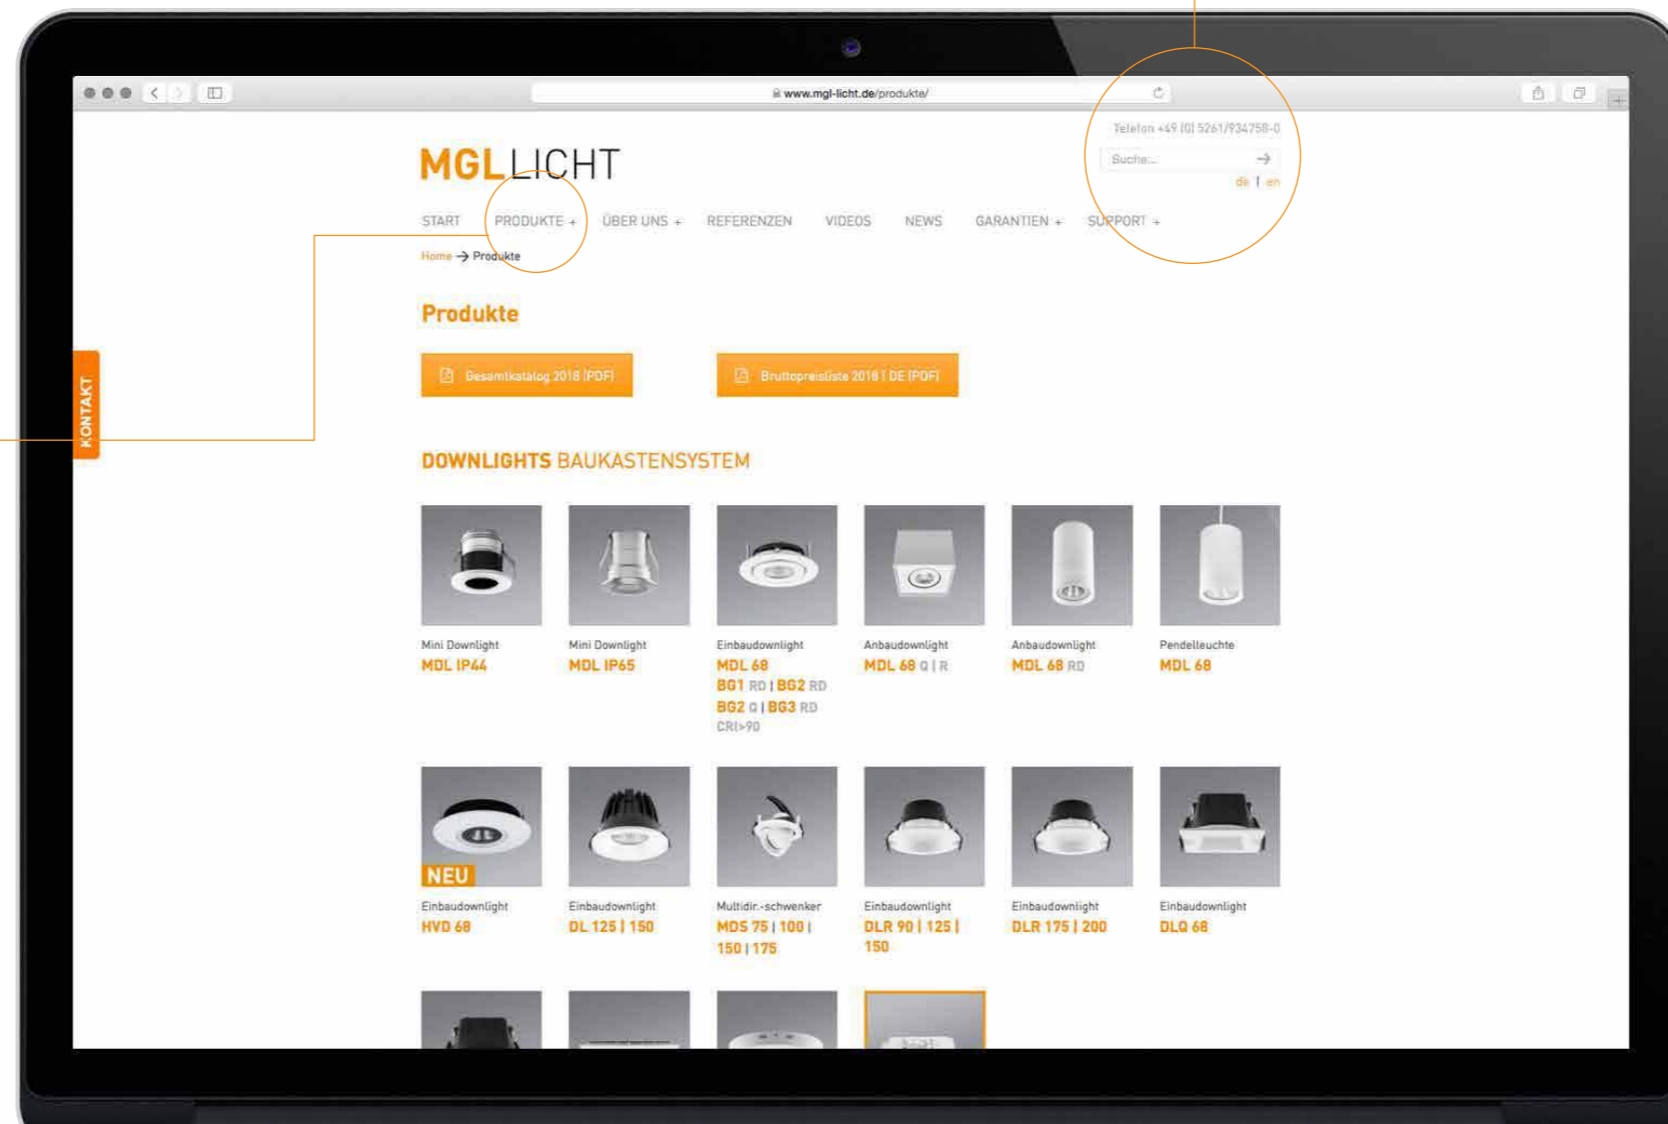 www.mgl-licht.de/produkte/
Telefon +49 (0) 5261/934758-0
MGLLICHT
Suche...
de | en
START PRODUKTE + ÜBER UNS + REFERENZEN VIDEOS NEWS GARANTIEN + SUPPORT +
Home → Produkte
Produkte
Gesamtkatalog 2018 (PDF)
Bruttopreisliste 2018 | DE (PDF)
KONTAKT
DOWNLIGHTS BAUKASTENSYSTEM
Mini Downlight
MDL IP44
Mini Downlight
MDL IP65
Einbaudownlight
MDL 68
BG1 RD | BG2 RD
BG2 Q | BG3 RD
CRI>90
Anbaudownlight
MDL 68 Q | R
Anbaudownlight
MDL 68 RD
Pendelleuchte
MDL 68
NEU
Einbaudownlight
HVD 68
Einbaudownlight
DL 125 | 150
Multidir.-schwenker
MDS 75 | 100 |
150 | 175
Einbaudownlight
DLR 90 | 125 |
150
Einbaudownlight
DLR 175 | 200
Einbaudownlight
DLQ 68